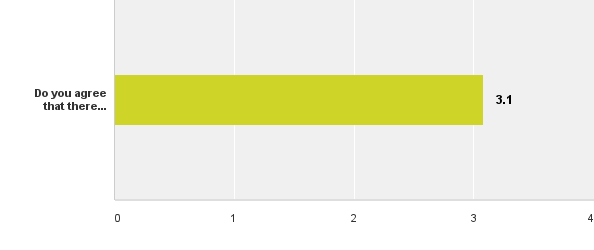 Do you agree
that there...
3.1
0 1 2 3 4